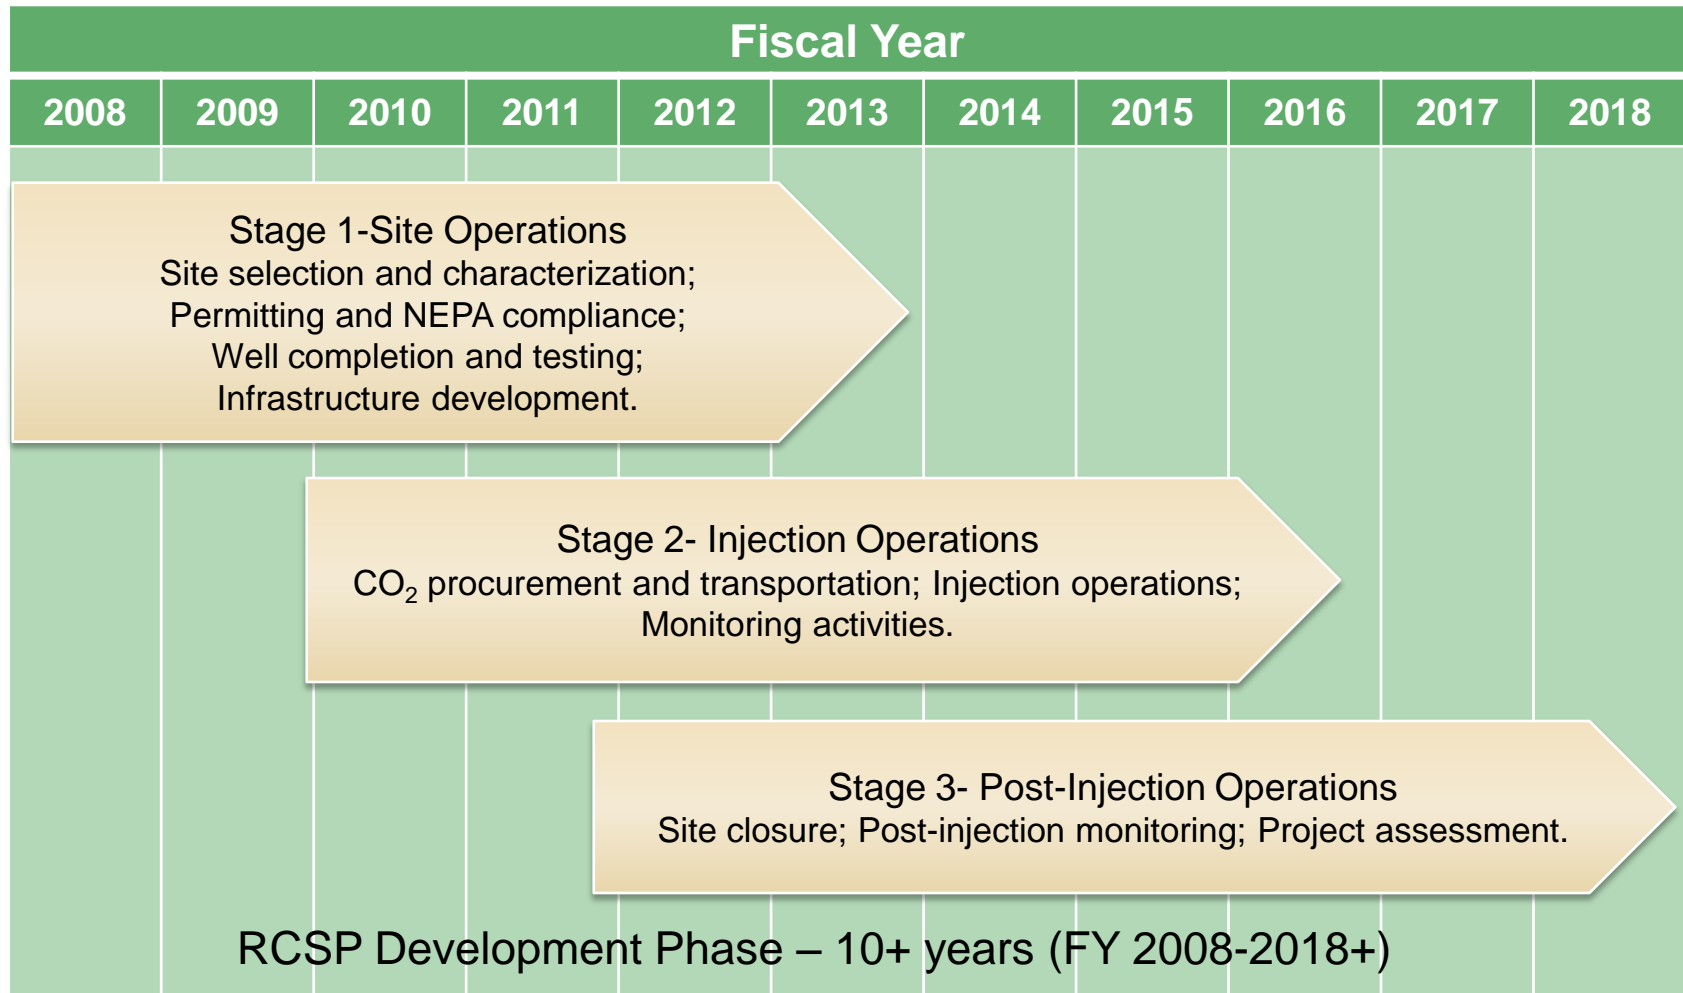 Fiscal Year
2008 2009 2010 2011 2012 2013 2014 2015 2016 2017 2018
Stage 1-Site Operations
Site selection and characterization;
Permitting and NEPA compliance;
Well completion and testing;
Infrastructure development.
Stage 2- Injection Operations
CO₂ procurement and transportation; Injection operations;
Monitoring activities.
Stage 3- Post-Injection Operations
Site closure; Post-injection monitoring; Project assessment.
RCSP Development Phase – 10+ years (FY 2008-2018+)